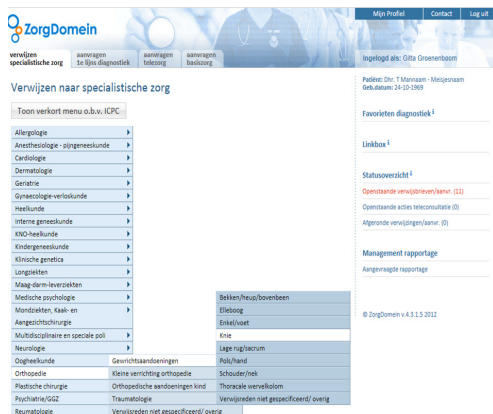 Mijn Profiel Contact Log uit
ZorgDomein
verwijzen
specialistische zorg
aanvragen
1e lijns diagnostiek
aanvragen
telezorg
aanvragen
basiszorg
Ingelogd als: Gitta Groenenboom
Verwijzen naar specialistische zorg
Toon verkort menu o.b.v. ICPC
Allergologie
Anesthesiologie - pijngeneeskunde
Cardiologie
Dermatologie
Geriatrie
Gynaecologie-verloskunde
Heelkunde
Interne geneeskunde
KNO-heelkunde
Kindergeneeskunde
Klinische genetica
Longziekten
Maag-darm-leverziekten
Medische psychologie
Mondziekten, Kaak- en
Aangezichtschirurgie
Multidisciplinaire en speciale poli
Neurologie
Oogheelkunde
Orthopedie
Plastische chirurgie
Psychiatrie/GGZ
Reumatologie
Gewrichtsaandoeningen
Kleine verrichting orthopedie
Orthopedische aandoeningen kind
Traumatologie
Verwijsreden niet gespecificeerd/ overig
Bekken/heup/bovenbeen
Elleboog
Enkel/voet
Knie
Lage rug/sacrum
Pols/hand
Schouder/nek
Thoracale wervelkolom
Verwijsreden niet gespecificeerd/ overig
Patiënt: Dhr. T Mannaam - Meisjesnaam
Geb.datum: 24-10-1969
Favorieten diagnostiek i
Linkbox i
Statusoverzicht i
Openstaande verwijsbrieven/aanvr. (11)
Openstaande acties teleconsultatie (0)
Afgeronde verwijzingen/aanvr. (0)
Management rapportage
Aangevraagde rapportage
© ZorgDomein v.4.3.1.5 2012